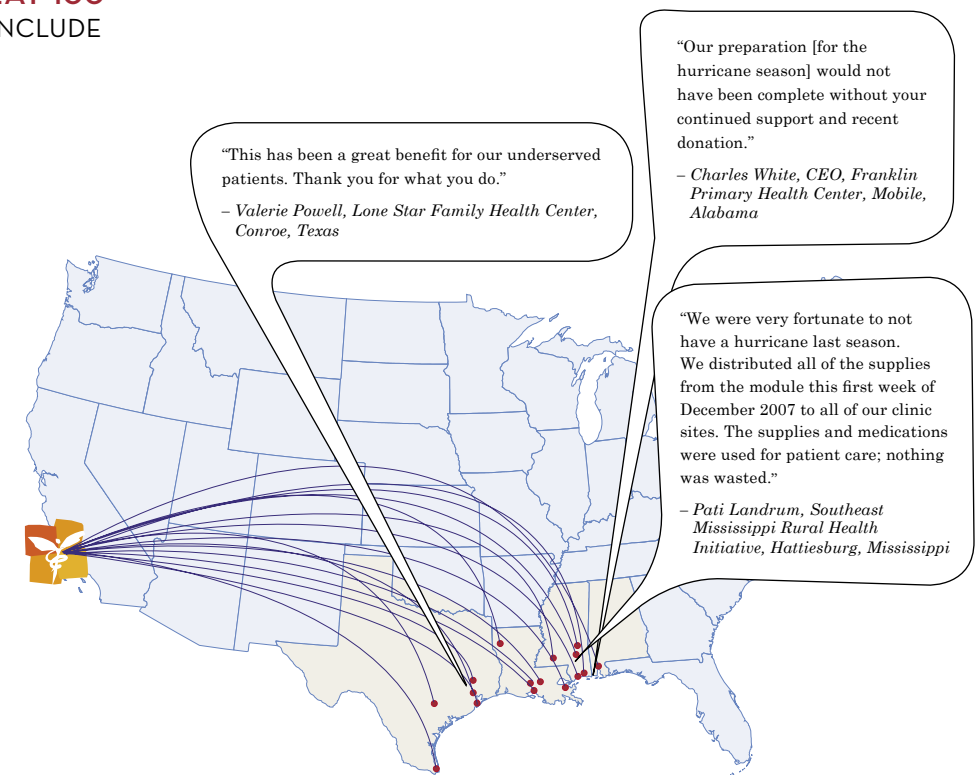 NCLUDE
“Our preparation [for the
hurricane season] would not
have been complete without your
continued support and recent
donation.”
– Charles White, CEO, Franklin
Primary Health Center, Mobile,
Alabama
“This has been a great benefit for our underserved
patients. Thank you for what you do.”
– Valerie Powell, Lone Star Family Health Center,
Conroe, Texas
“We were very fortunate to not
have a hurricane last season.
We distributed all of the supplies
from the module this first week of
December 2007 to all of our clinic
sites. The supplies and medications
were used for patient care; nothing
was wasted.”
– Pati Landrum, Southeast
Mississippi Rural Health
Initiative, Hattiesburg, Mississippi